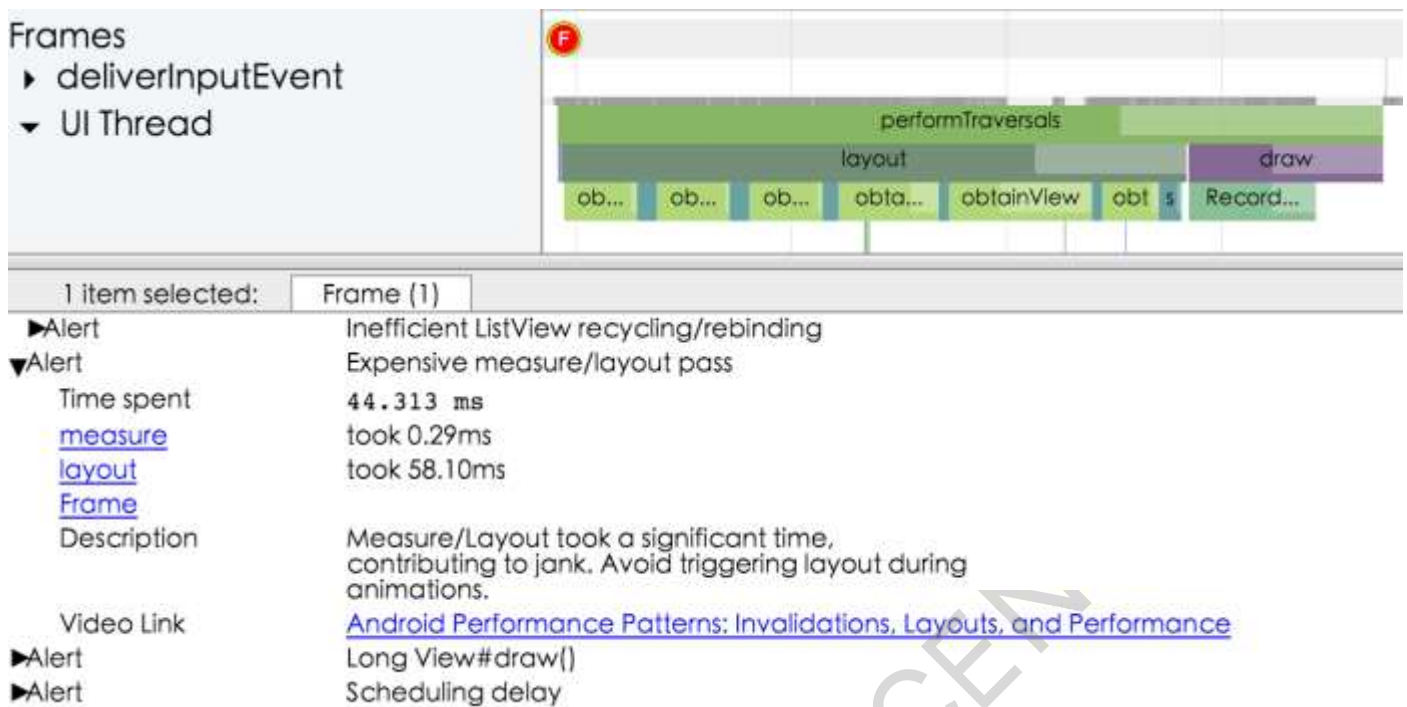 Frames
F
deliverInputEvent
UI Thread
performTraversals
layout draw
ob... ob... ob... obta... obtainView obt s Record...
1 item selected: Frame (1)
Alert Inefficient ListView recycling/rebinding
Alert Expensive measure/layout pass
Time spent 44.313 ms
measure took 0.29ms
layout took 58.10ms
Frame
Description Measure/Layout took a significant time,
contributing to jank. Avoid triggering layout during
animations.
Video Link Android Performance Patterns: Invalidations, Layouts, and Performance
Alert Long View#draw()
Alert Scheduling delay